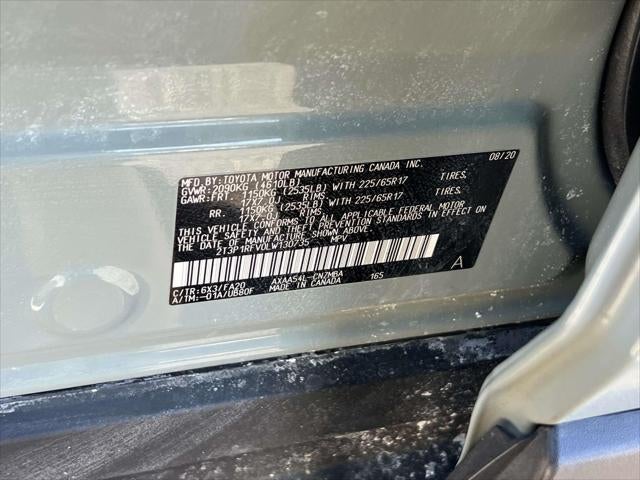 MFD.BY:TOYOTA MOTOR MANUFACTURING CANADA INC. 08/20
GVWR: 2090KG (4610LB)
GAWR:FRT. 1150KG (2535LB) WITH 225/65R17 TIRES,
17X7.0J RIMS
RR. 1150KG (2535LB) WITH 225/65R17 TIRES,
17X7.0J RIMS
THIS VEHICLE CONFORMS TO ALL APPLICABLE FEDERAL MOTOR
VEHICLE SAFETY AND THEFT PREVENTION STANDARDS IN EFFECT ON
THE DATE OF MANUFACTURE SHOWN ABOVE.
2T3P1RFV0LW130735 MPV
C/TR:6X3/FA20 AXAA54L-CNZMBA 165 A
A/TM:-01A/UB80F MADE IN CANADA